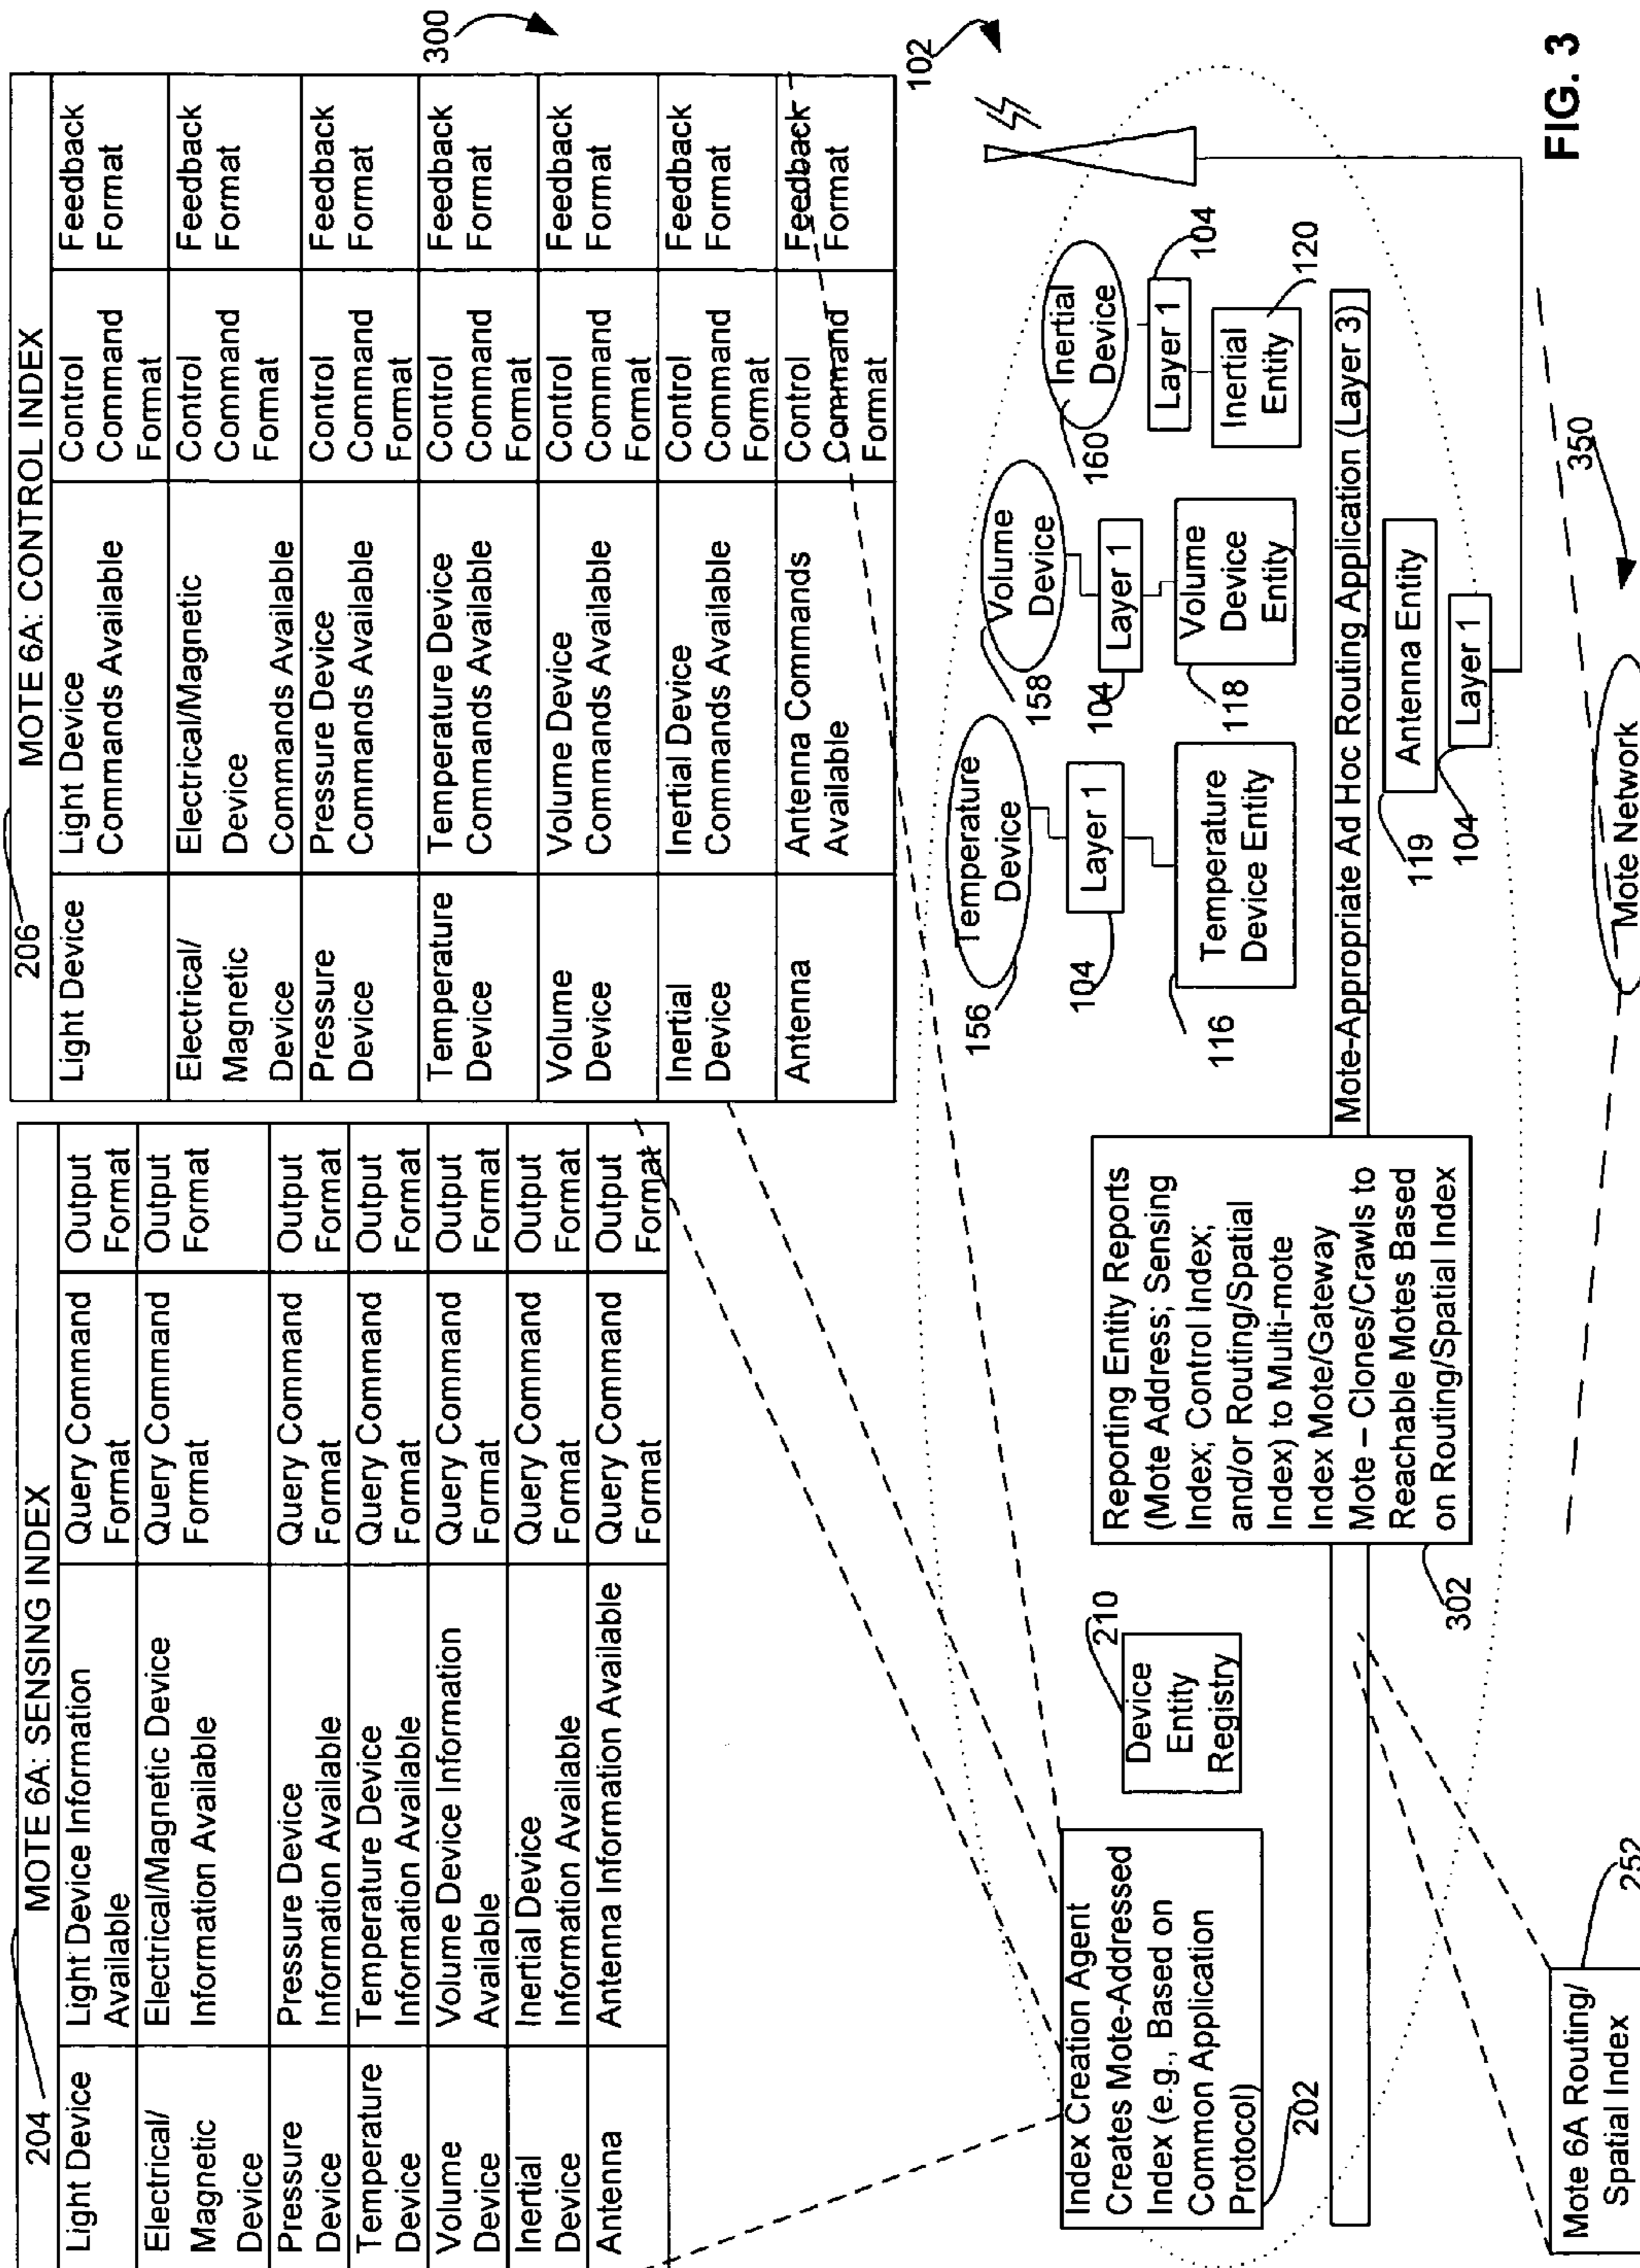 204
MOTE 6A: SENSING INDEX
Light Device
Light Device Information
Available
Query Command
Format
Output
Format
Electrical/
Magnetic
Device
Electrical/Magnetic Device
Information Available
Query Command
Format
Output
Format
Pressure
Device
Pressure Device
Information Available
Query Command
Format
Output
Format
Temperature
Device
Temperature Device
Information Available
Query Command
Format
Output
Format
Volume
Device
Volume Device Information
Available
Query Command
Format
Output
Format
Inertial
Device
Inertial Device
Information Available
Query Command
Format
Output
Format
Antenna
Antenna Information Available
Query Command
Format
Output
Format
206
MOTE 6A: CONTROL INDEX
Light Device
Light Device
Commands Available
Control
Command
Format
Feedback
Format
Electrical/
Magnetic
Device
Electrical/Magnetic
Device
Commands Available
Control
Command
Format
Feedback
Format
Pressure
Device
Pressure Device
Commands Available
Control
Command
Format
Feedback
Format
Temperature
Device
Temperature Device
Commands Available
Control
Command
Format
Feedback
Format
Volume
Device
Volume Device
Commands Available
Control
Command
Format
Feedback
Format
Inertial
Device
Inertial Device
Commands Available
Control
Command
Format
Feedback
Format
Antenna
Antenna Commands
Available
Control
Command
Format
Feedback
Format
300
102
Index Creation Agent
Creates Mote-Addressed
Index (e.g., Based on
Common Application
Protocol)
202
210
Device
Entity
Registry
Reporting Entity Reports
(Mote Address; Sensing
Index; Control Index;
and/or Routing/Spatial
Index) to Multi-mote
Index Mote/Gateway
Mote – Clones/Crawls to
Reachable Motes Based
on Routing/Spatial Index
302
Temperature
Device
156
Layer 1
104
Temperature
Device Entity
116
Volume
Device
158
Layer 1
104
Volume
Device
Entity
118
Inertial
Device
160
Layer 1
104
Inertial
Entity
120
Mote-Appropriate Ad Hoc Routing Application (Layer 3)
Antenna Entity
119
Layer 1
104
252
Mote 6A Routing/
Spatial Index
Mote Network
350
FIG. 3